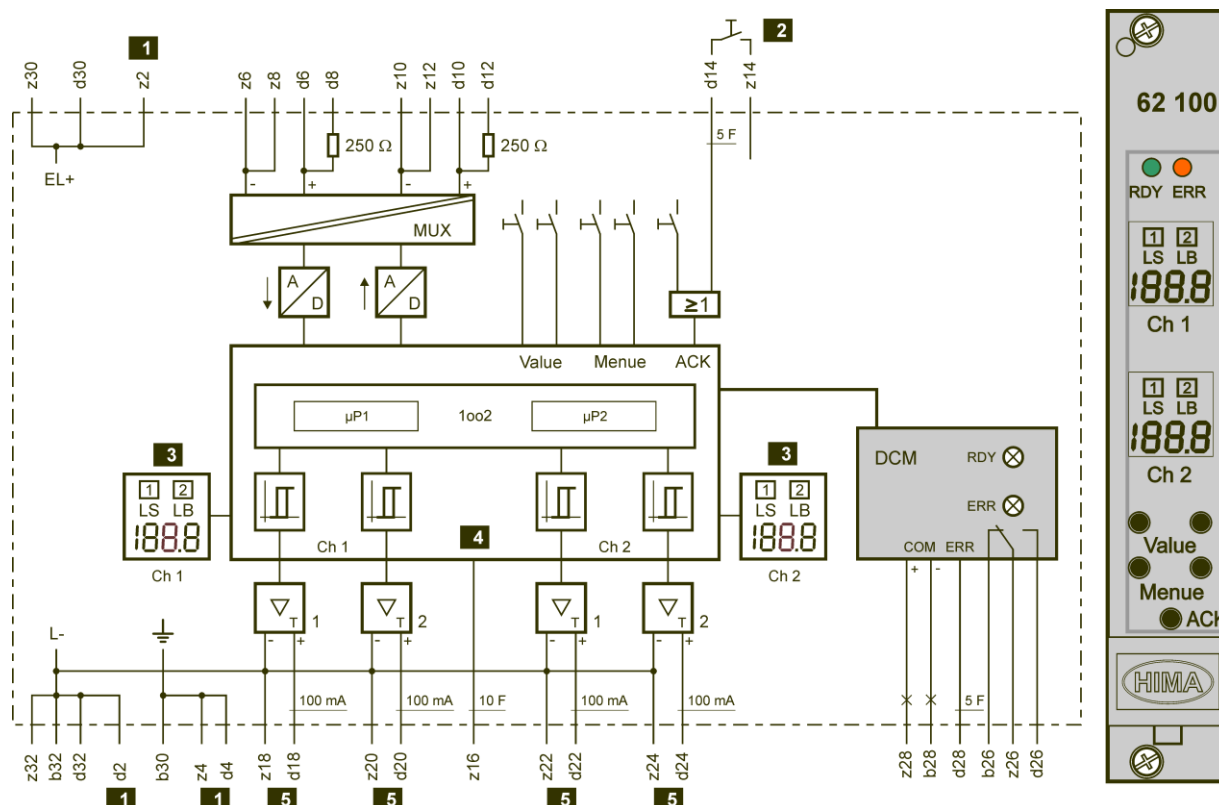 1
2
z30 d30 z2 z6 z8 d6 d8 z10 z12 d10 d12 d14 z14
62 100
250 Ω 250 Ω 5 F
EL+
- + - +
MUX
RDY ERR
1 2
LS LB
188.8
Ch 1
A D A D
≥1
Value Menue ACK
µP1 1oo2 µP2
1 2
LS LB
188.8
Ch 2
3 3
1 2
LS LB
188.8
Ch 1
1 2
LS LB
188.8
Ch 2
Ch 1 4 Ch 2
DCM RDY
ERR
COM ERR
+ -
Value
Menue
ACK
T 1 T 2 T 1 T 2
- + - + - + - +
L-
100 mA 100 mA 10 F 100 mA 100 mA 5 F
HIMA
z32 b32 d32 d2 b30 z4 d4 z18 d18 z20 d20 z16 z22 d22 z24 d24 z28 b28 d28 b26 z26 d26
1 1 5 5 5 5